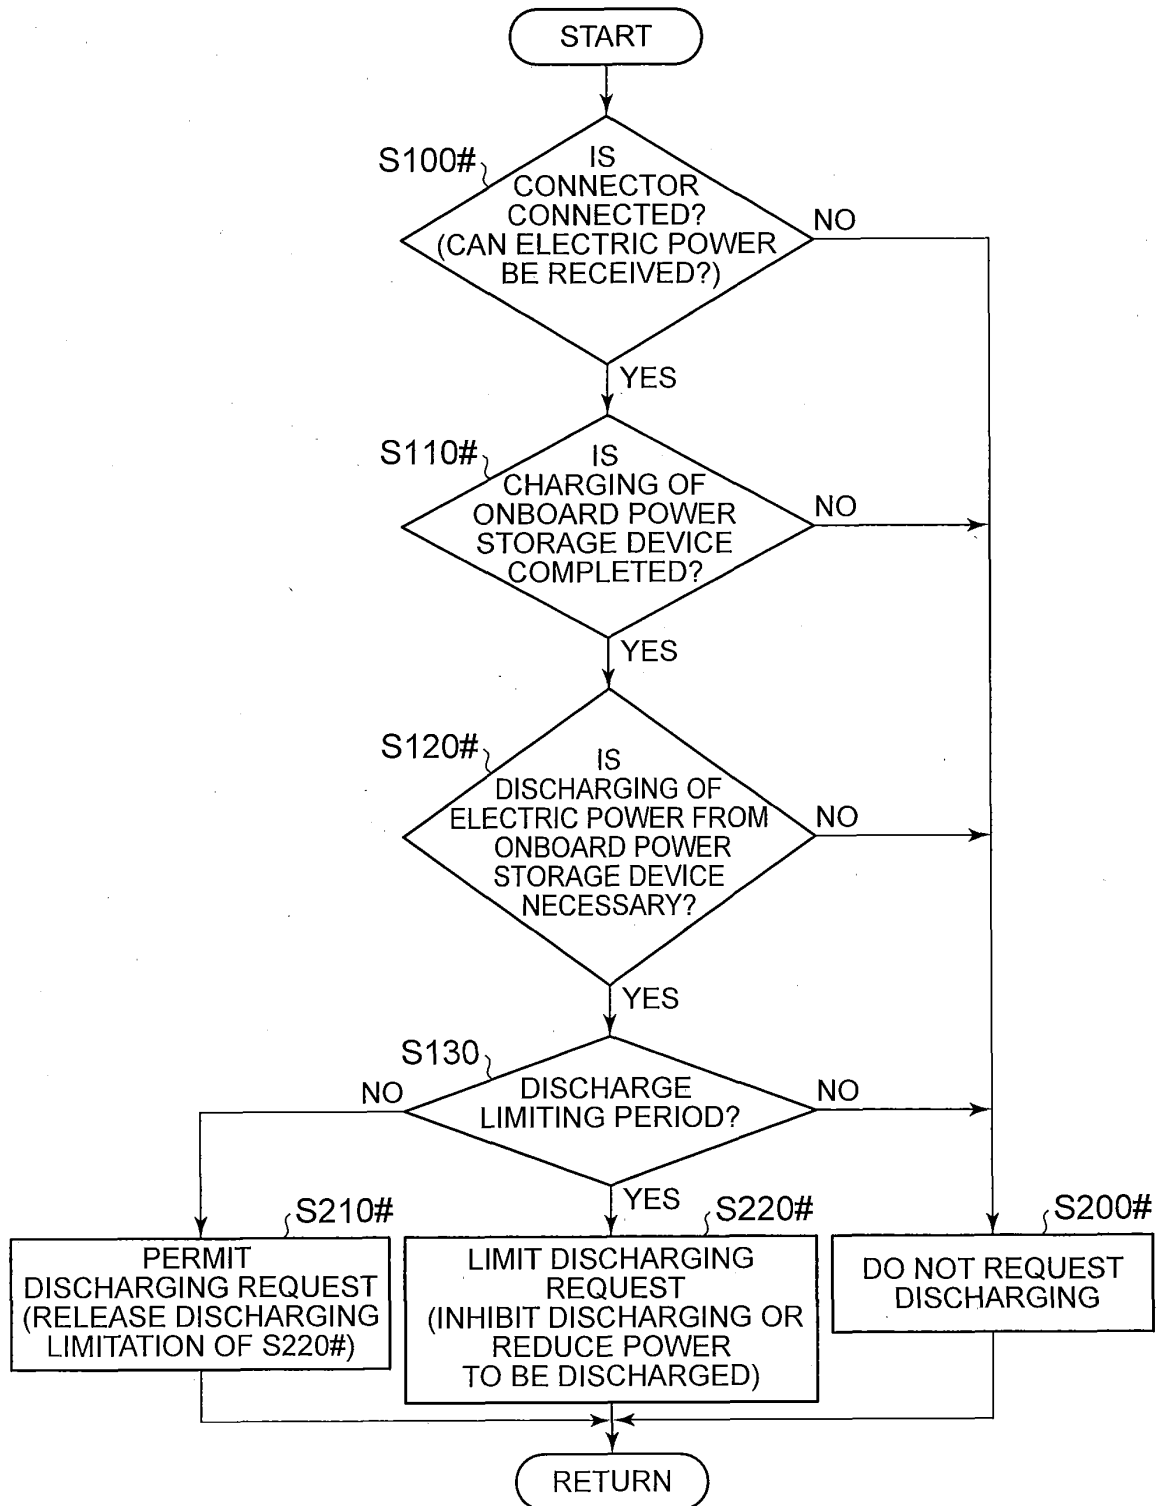 START
S100#
IS
CONNECTOR
CONNECTED?
(CAN ELECTRIC POWER
BE RECEIVED?)
NO
YES
S110#
IS
CHARGING OF
ONBOARD POWER
STORAGE DEVICE
COMPLETED?
NO
YES
S120#
IS
DISCHARGING OF
ELECTRIC POWER FROM
ONBOARD POWER
STORAGE DEVICE
NECESSARY?
NO
YES
S130
DISCHARGE
LIMITING PERIOD?
NO
NO
YES
S210#
PERMIT
DISCHARGING REQUEST
(RELEASE DISCHARGING
LIMITATION OF S220#)
S220#
LIMIT DISCHARGING
REQUEST
(INHIBIT DISCHARGING OR
REDUCE POWER
TO BE DISCHARGED)
S200#
DO NOT REQUEST
DISCHARGING
RETURN